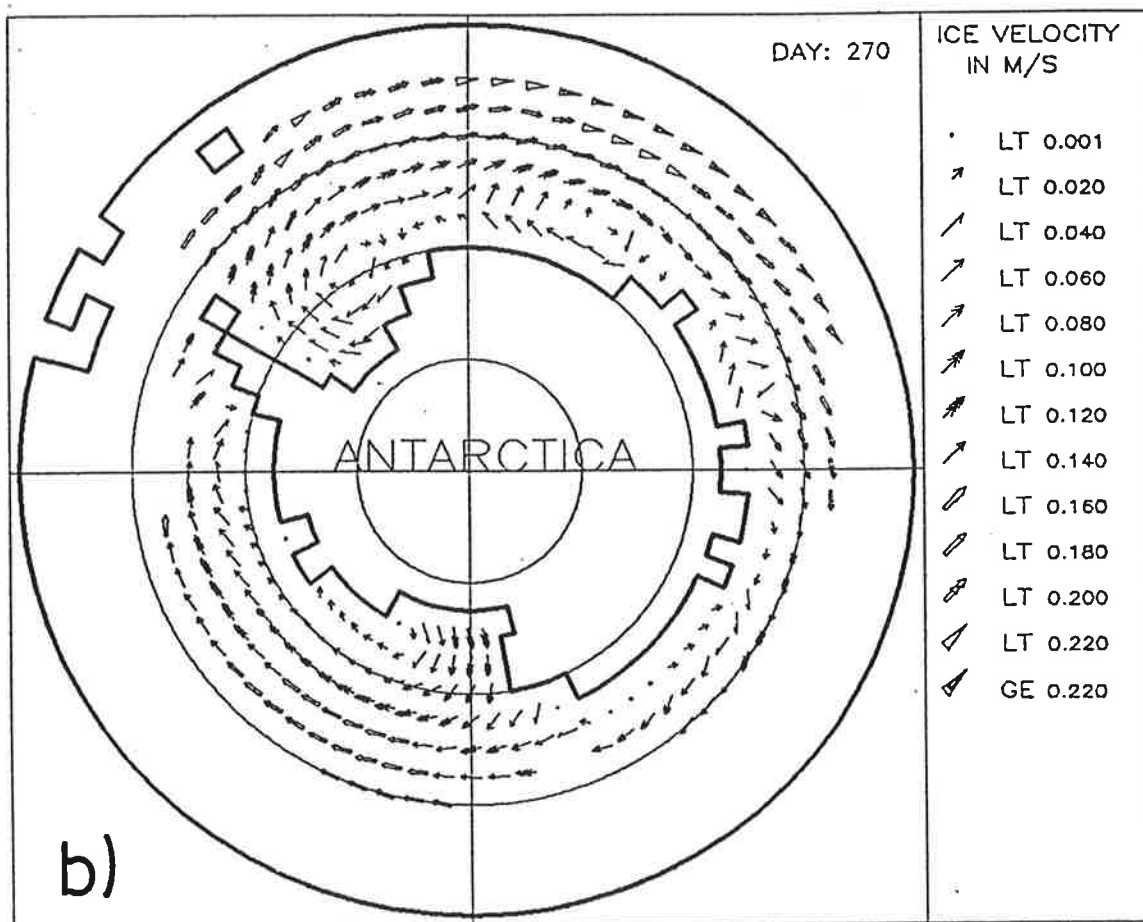 DAY: 270
ICE VELOCITY
IN M/S
LT 0.001
LT 0.020
LT 0.040
LT 0.060
LT 0.080
LT 0.100
LT 0.120
LT 0.140
LT 0.160
LT 0.180
LT 0.200
LT 0.220
GE 0.220
ANTARCTICA
b)